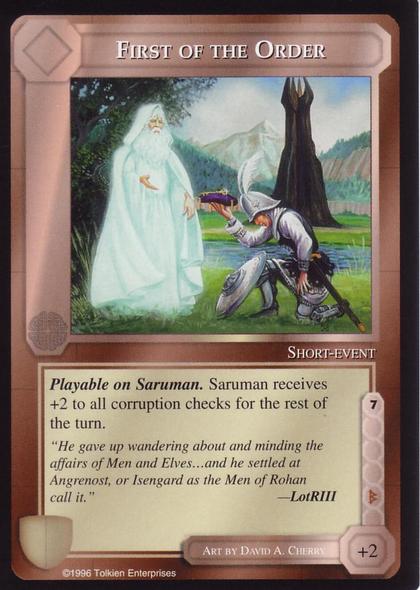 First of the Order
Short-event
Playable on Saruman. Saruman receives
+2 to all corruption checks for the rest of
the turn.
“He gave up wandering about and minding the
affairs of Men and Elves…and he settled at
Angrenost, or Isengard as the Men of Rohan
call it.” —LotRIII
7
Art by David A. Cherry
+2
©1996 Tolkien Enterprises